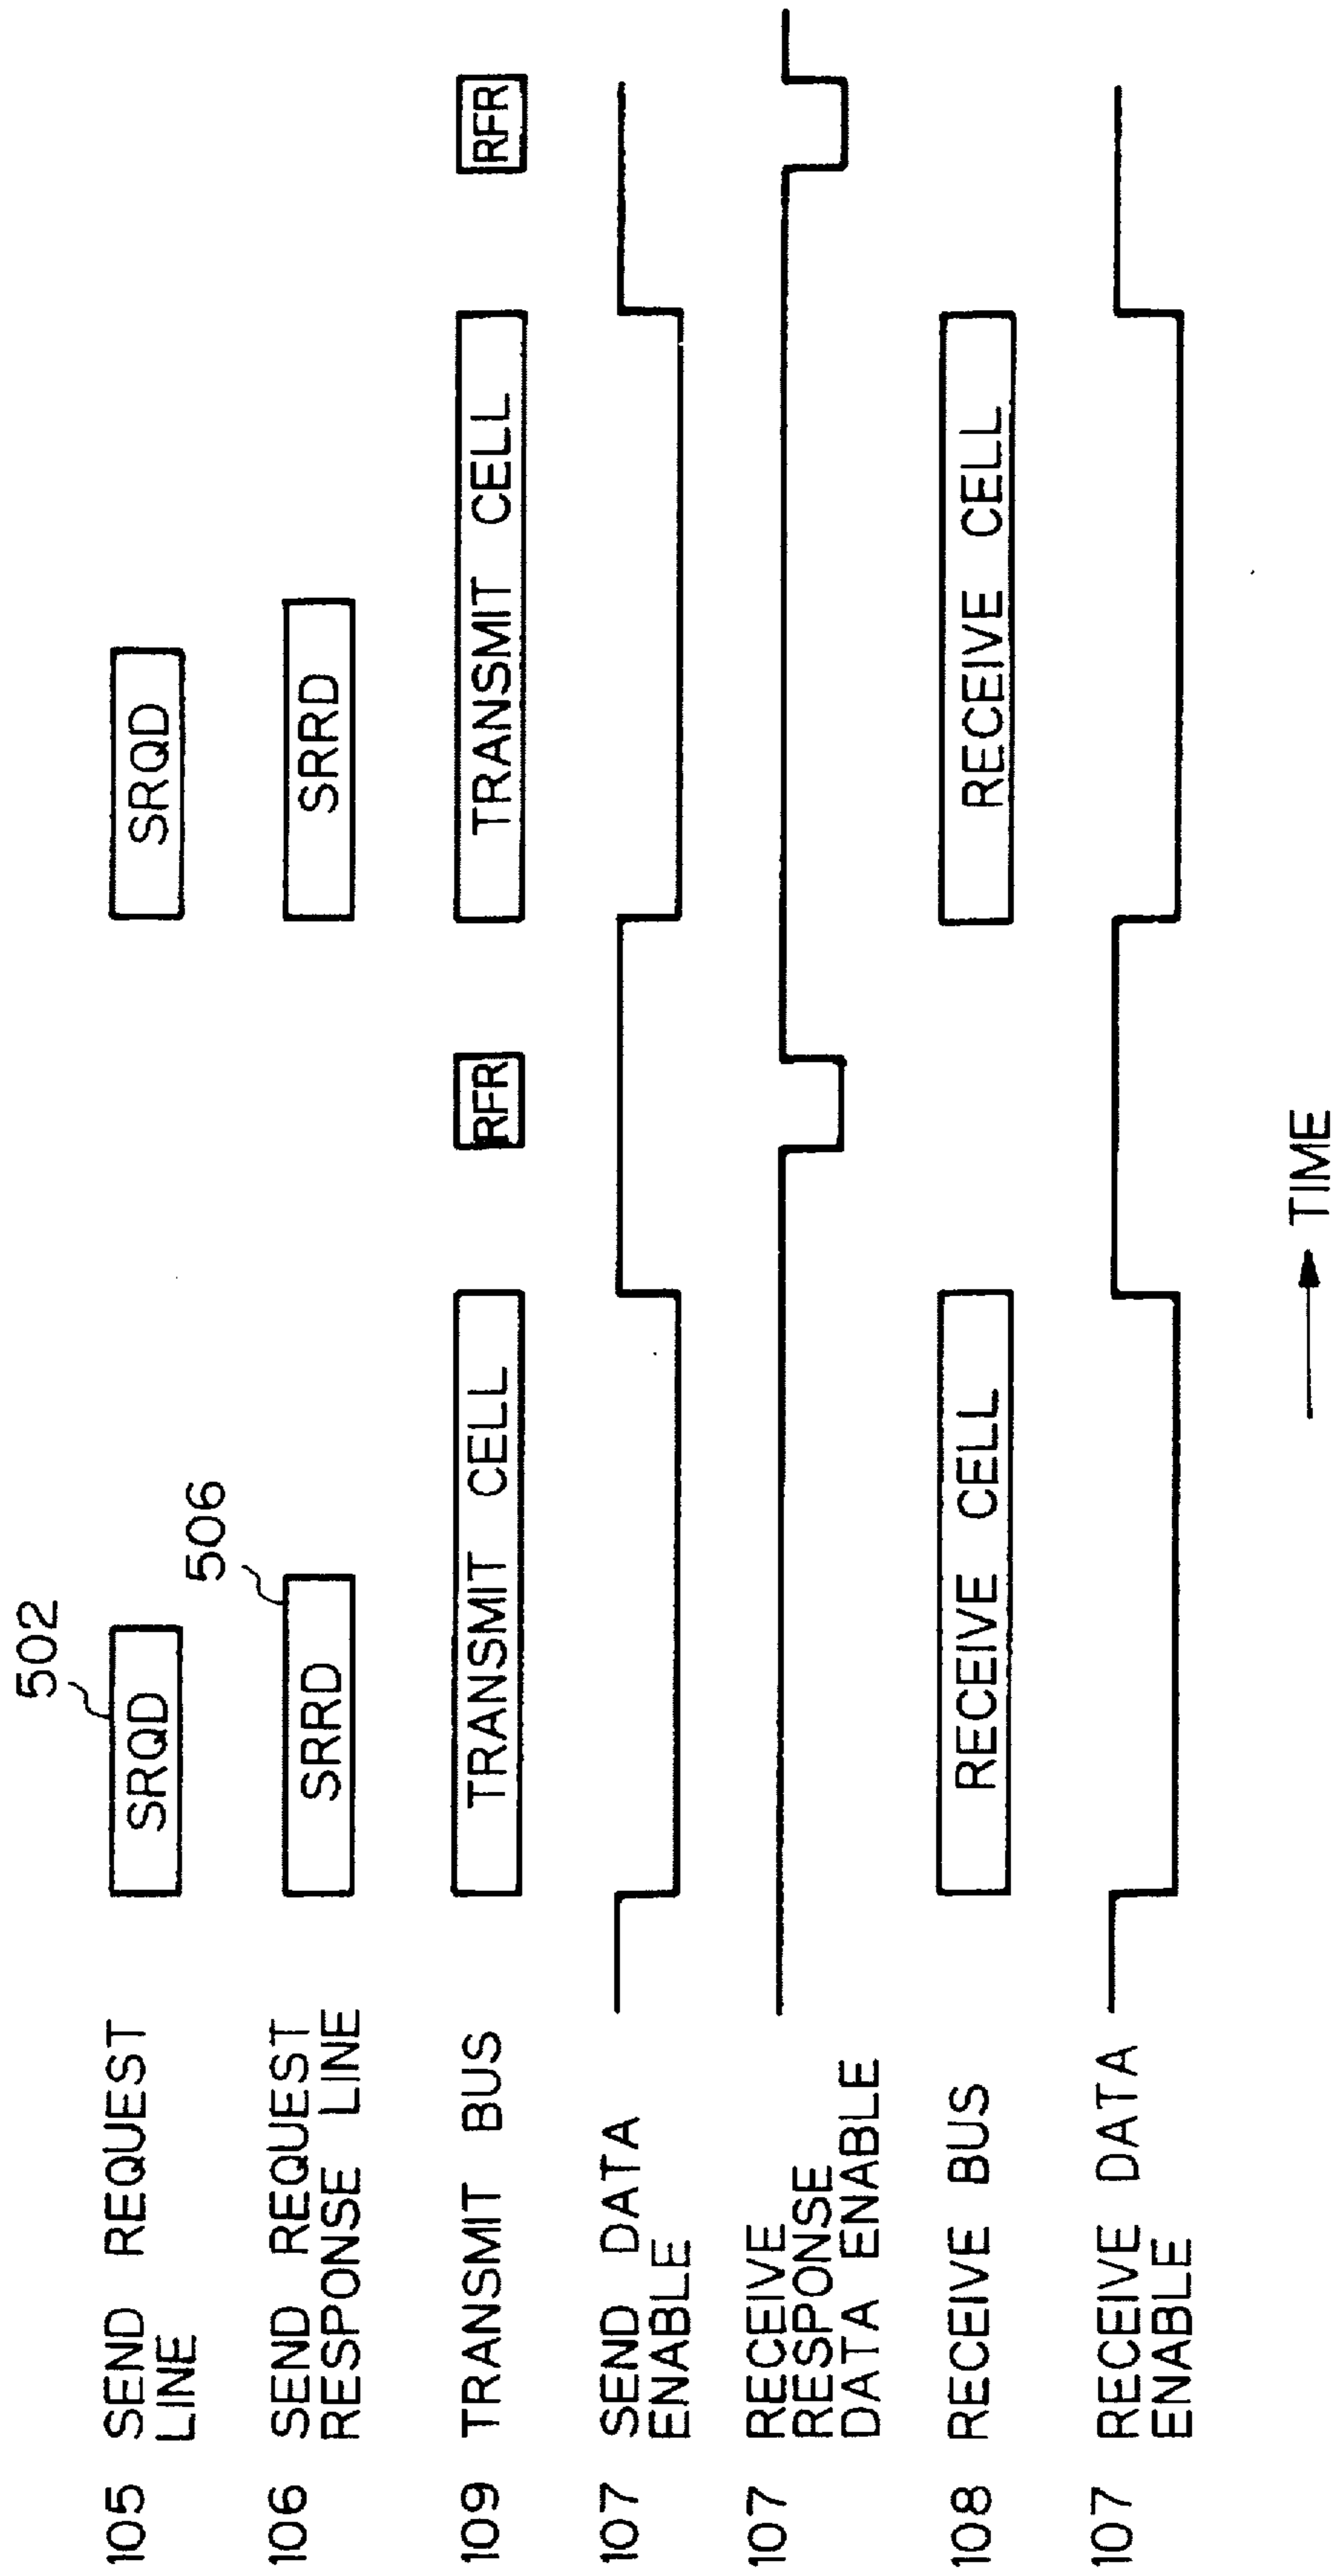 502
105 SEND REQUEST
LINE
SRQD
SRQD
506
106 SEND REQUEST
RESPONSE LINE
SRRD
SRRD
109 TRANSMIT BUS
TRANSMIT CELL
RFR
TRANSMIT CELL
RFR
107 SEND DATA
ENABLE
107 RECEIVE
RESPONSE
DATA ENABLE
108 RECEIVE BUS
RECEIVE CELL
RECEIVE CELL
107 RECEIVE DATA
ENABLE
TIME